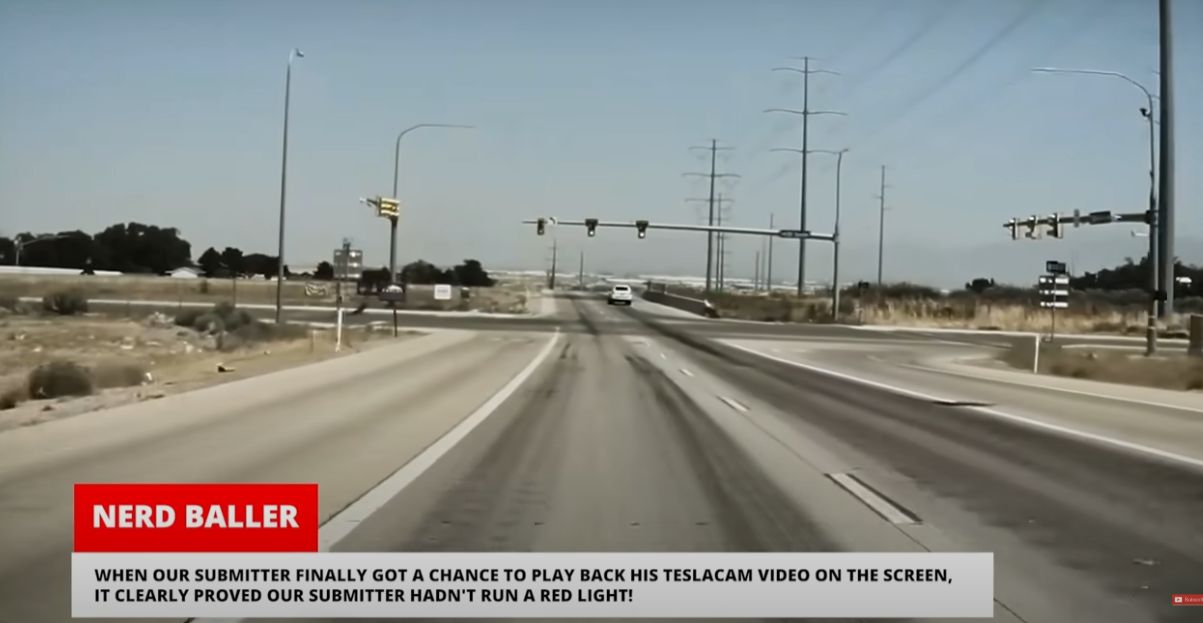 NERD BALLER
WHEN OUR SUBMITTER FINALLY GOT A CHANCE TO PLAY BACK HIS TESLACAM VIDEO ON THE SCREEN,
IT CLEARLY PROVED OUR SUBMITTER HADN'T RUN A RED LIGHT!